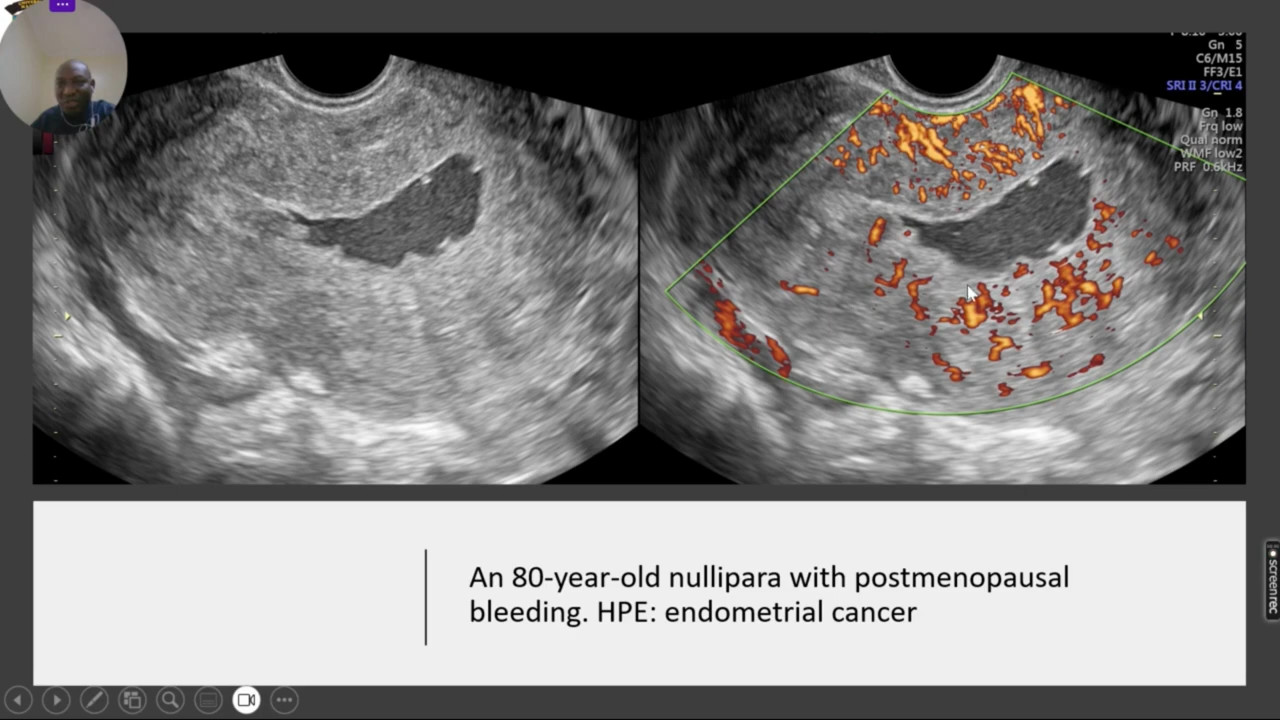 Gn 5
C6/M15
FF3/E1
SRI II 3/CRI 4
Gn 1.8
Frq low
Qual norm
WMF low2
PRF 0.6kHz
An 80-year-old nullipara with postmenopausal
bleeding. HPE: endometrial cancer
screenrec